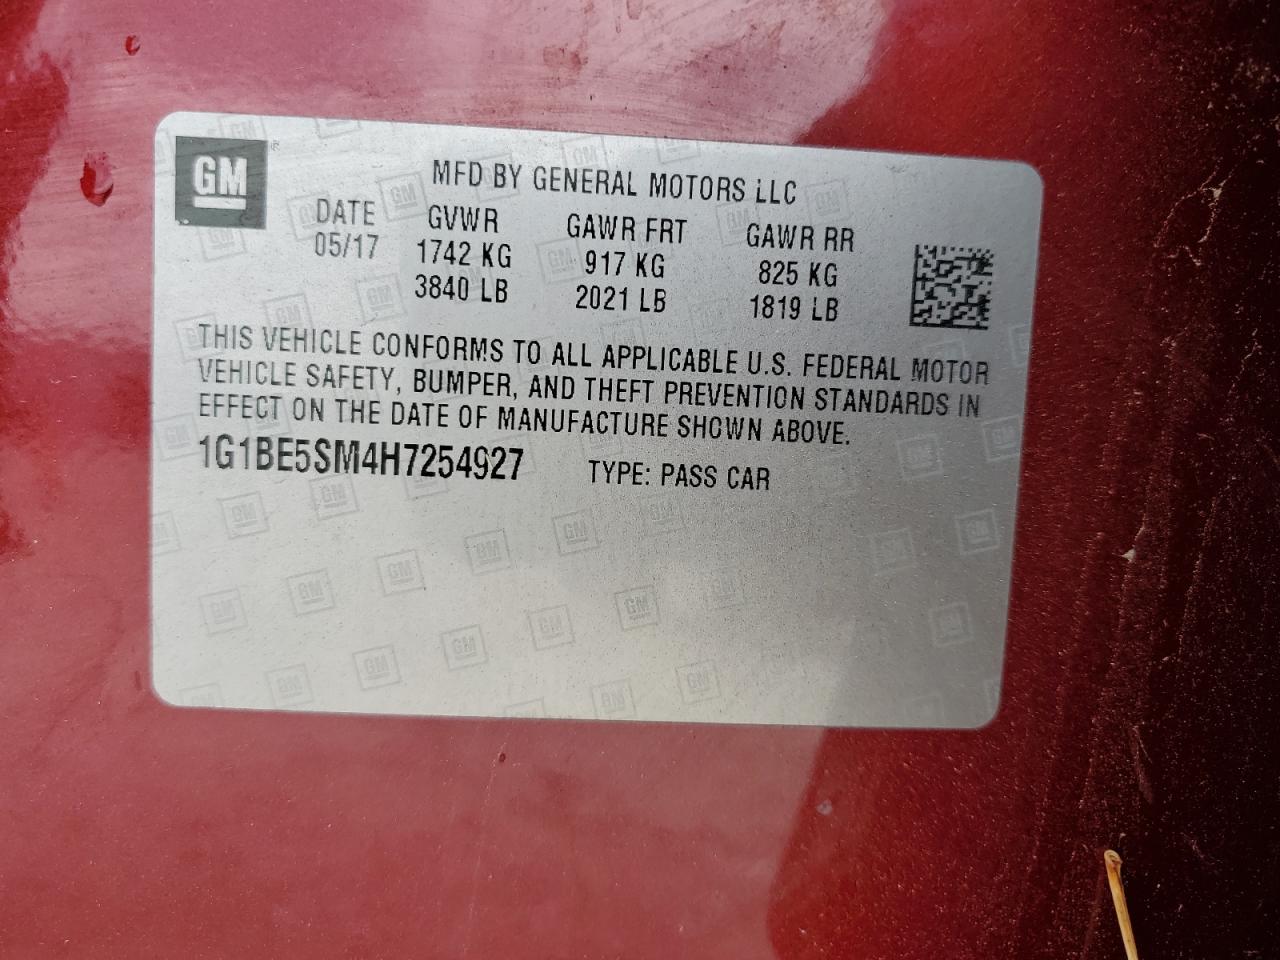 GM
MFD BY GENERAL MOTORS LLC
DATE GVWR GAWR FRT GAWR RR
05/17 1742 KG 917 KG 825 KG
3840 LB 2021 LB 1819 LB
THIS VEHICLE CONFORMS TO ALL APPLICABLE U.S. FEDERAL MOTOR
VEHICLE SAFETY, BUMPER, AND THEFT PREVENTION STANDARDS IN
EFFECT ON THE DATE OF MANUFACTURE SHOWN ABOVE.
1G1BE5SM4H7254927 TYPE: PASS CAR